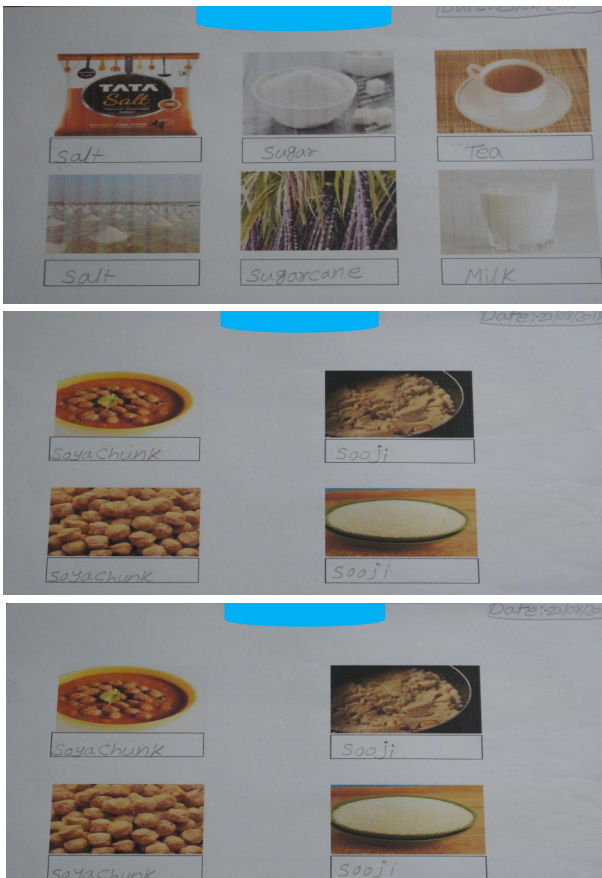 TATA
Salt
Salt Sugar Tea
Salt Sugarcane Milk
Soyachunk Sooji
Soyachunk Sooji
Soyachunk Sooji
Soyachunk Sooji